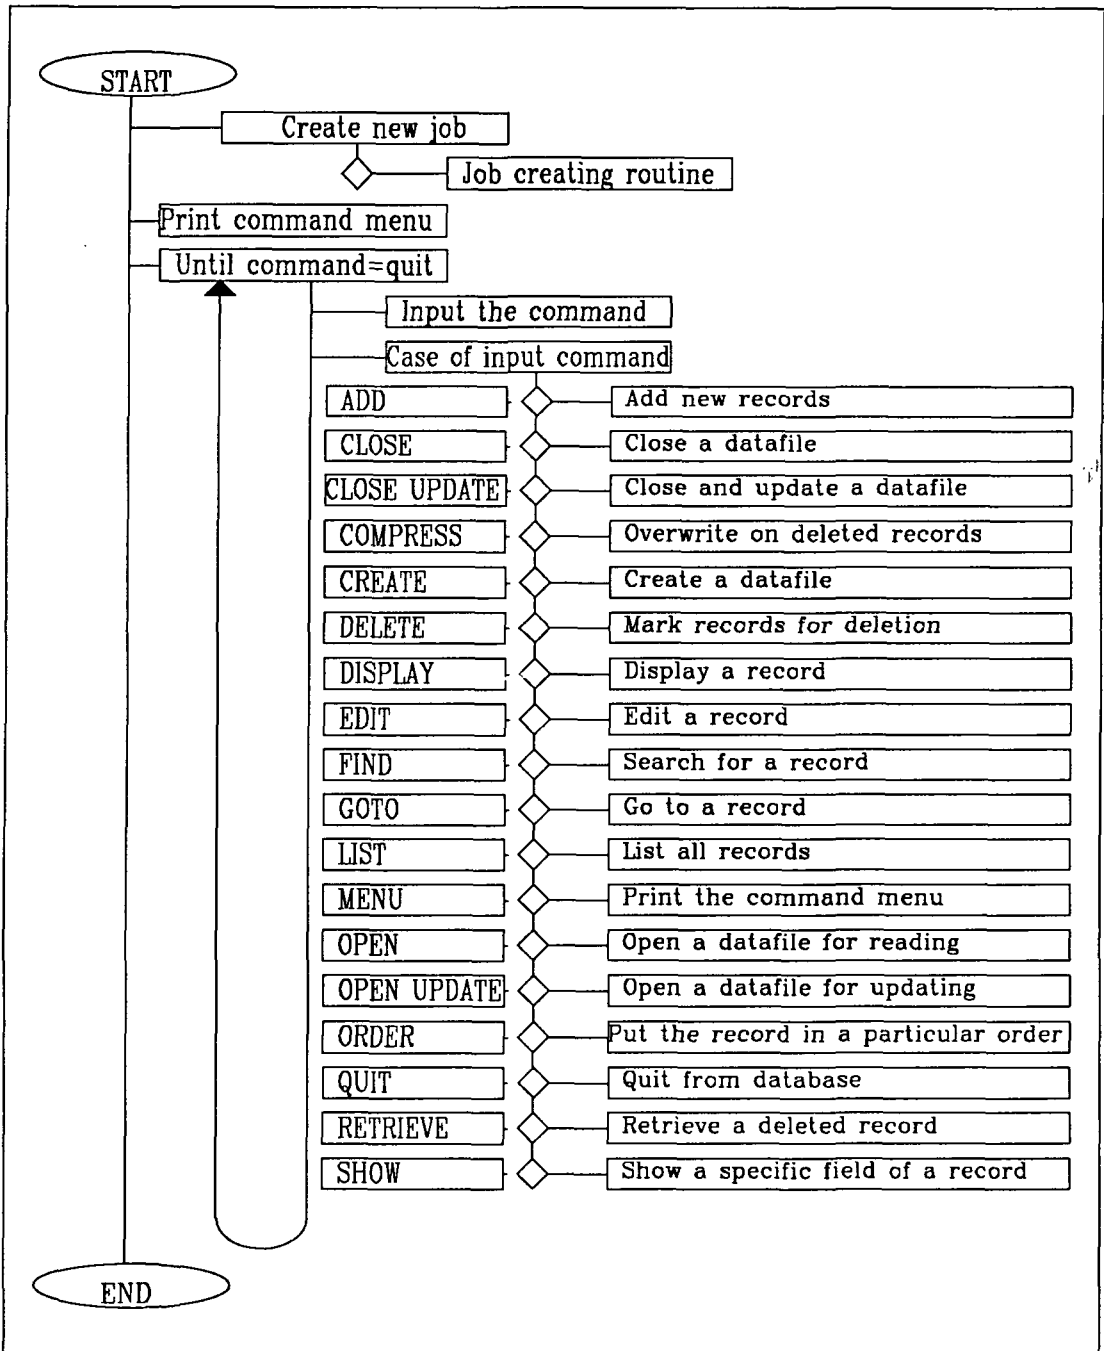 START
Create new job
Job creating routine
Print command menu
Until command=quit
Input the command
Case of input command
ADD Add new records
CLOSE Close a datafile
CLOSE UPDATE Close and update a datafile
COMPRESS Overwrite on deleted records
CREATE Create a datafile
DELETE Mark records for deletion
DISPLAY Display a record
EDIT Edit a record
FIND Search for a record
GOTO Go to a record
LIST List all records
MENU Print the command menu
OPEN Open a datafile for reading
OPEN UPDATE Open a datafile for updating
ORDER Put the record in a particular order
QUIT Quit from database
RETRIEVE Retrieve a deleted record
SHOW Show a specific field of a record
END